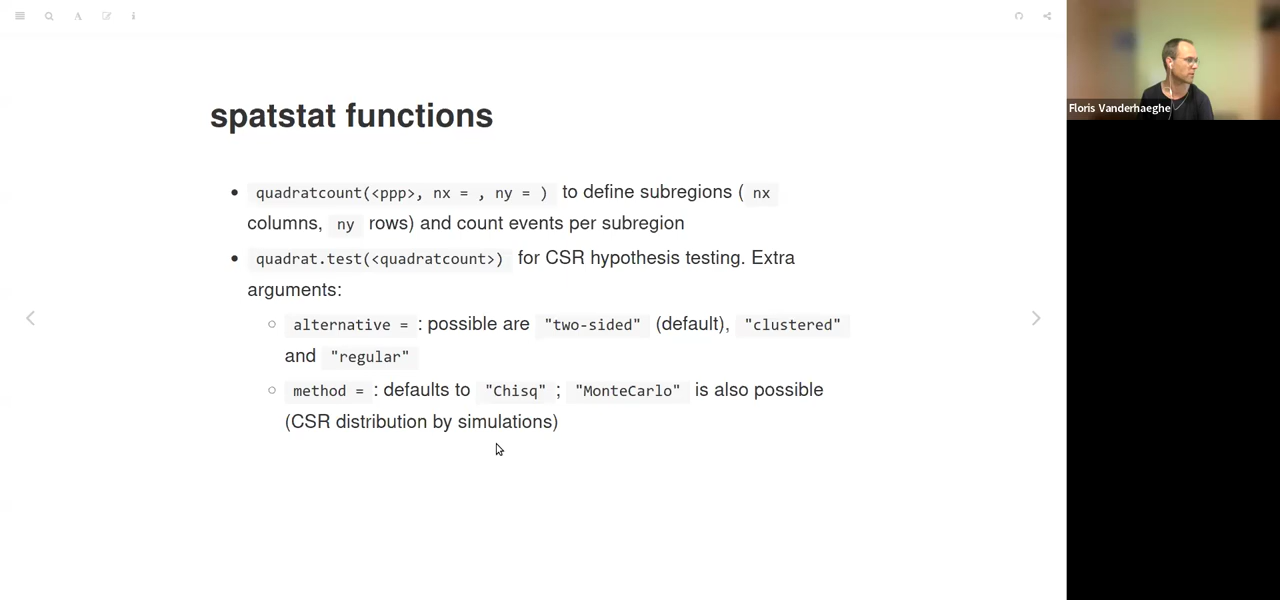 spatstat functions
quadratcount(<ppp>, nx = , ny = ) to define subregions ( nx
columns, ny rows) and count events per subregion
quadrat.test(<quadratcount>) for CSR hypothesis testing. Extra
arguments:
alternative = : possible are "two-sided" (default), "clustered"
and "regular"
method = : defaults to "Chisq" ; "MonteCarlo" is also possible
(CSR distribution by simulations)
Floris Vanderhaeghe